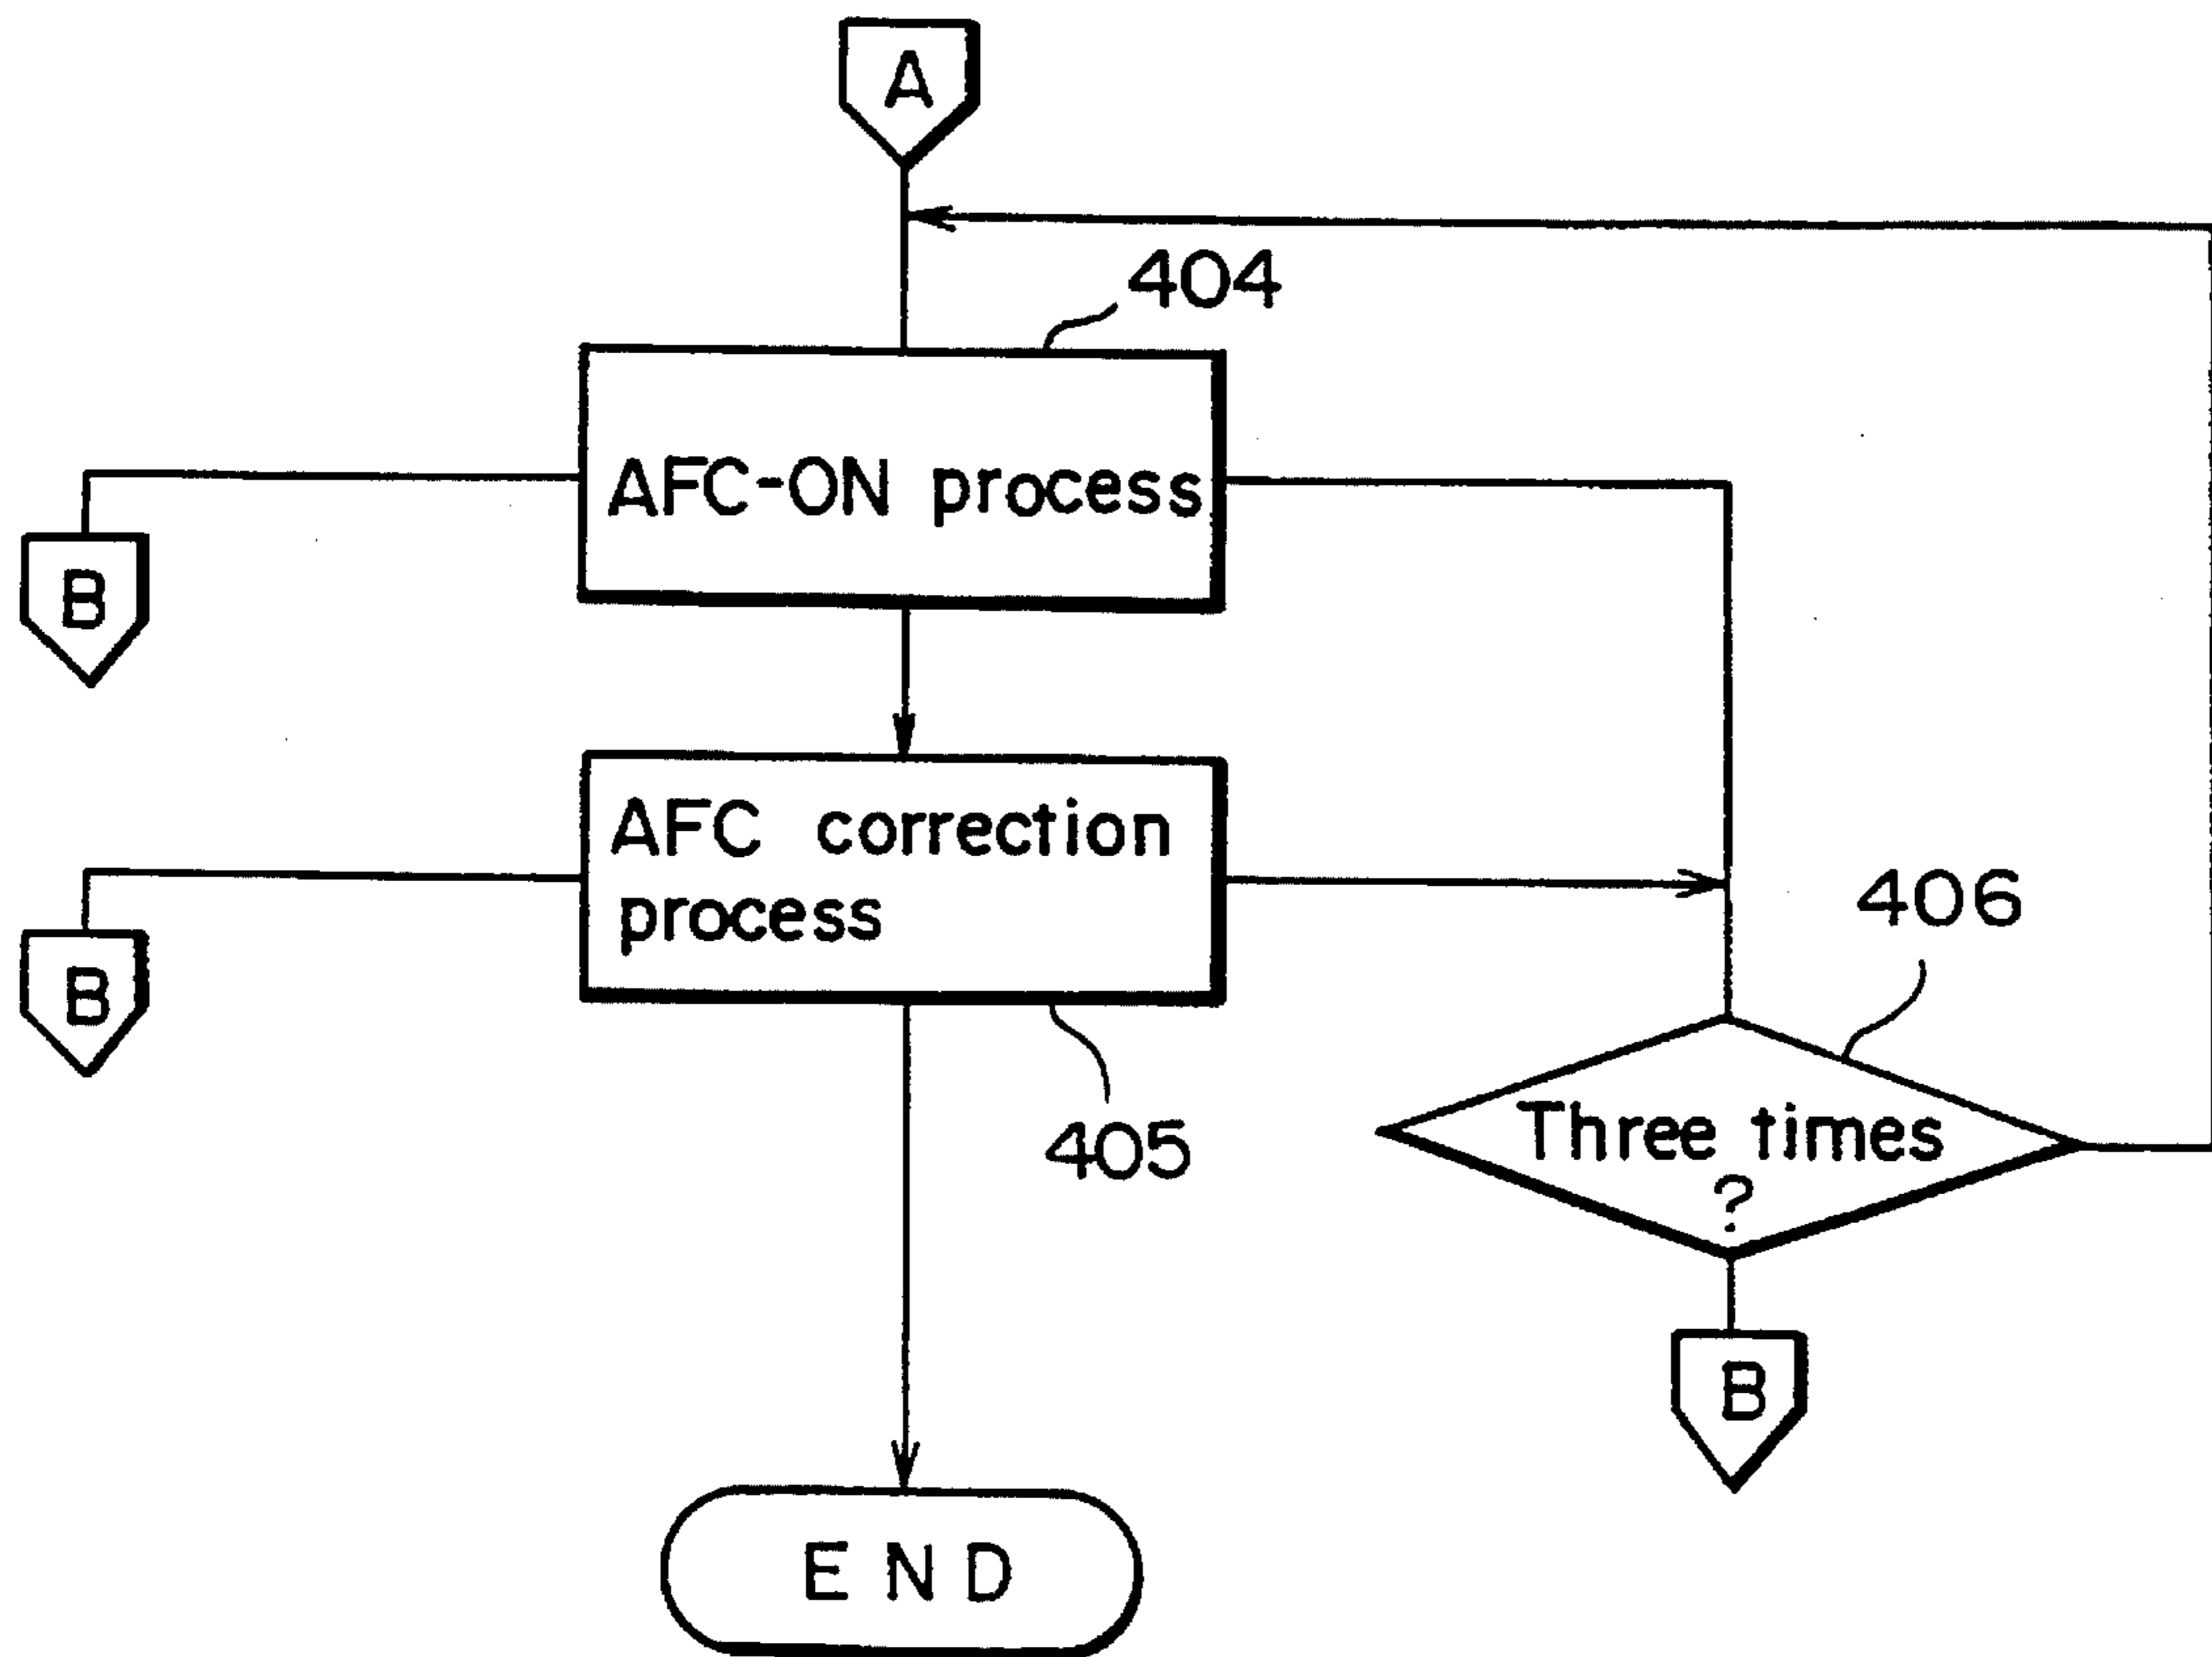 A
404
AFC-ON process
B
AFC correction
process
406
B
405
Three times
?
B
END